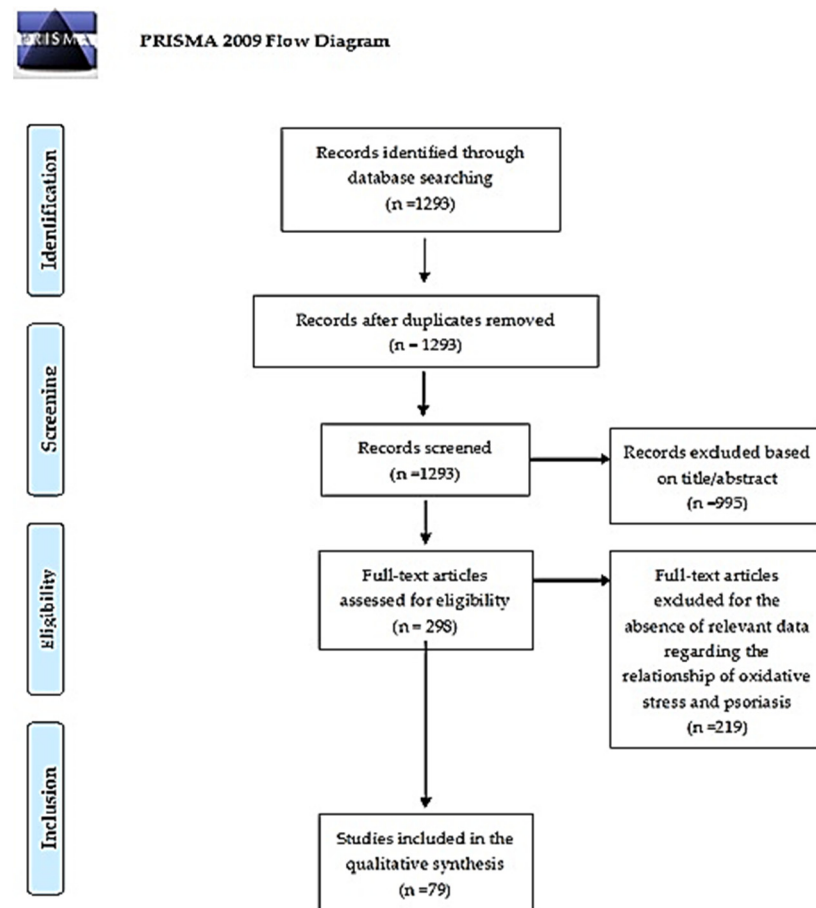 PRISMA
PRISMA 2009 Flow Diagram
Identification
Records identified through
database searching
(n =1293)
Records after duplicates removed
(n = 1293)
Screening
Records screened
(n =1293)
Records excluded based
on title/abstract
(n =995)
Eligibility
Full-text articles
assessed for eligibility
(n = 298)
Full-text articles
excluded for the
absence of relevant data
regarding the
relationship of oxidative
stress and psoriasis
(n =219)
Inclusion
Studies included in the
qualitative synthesis
(n =79)